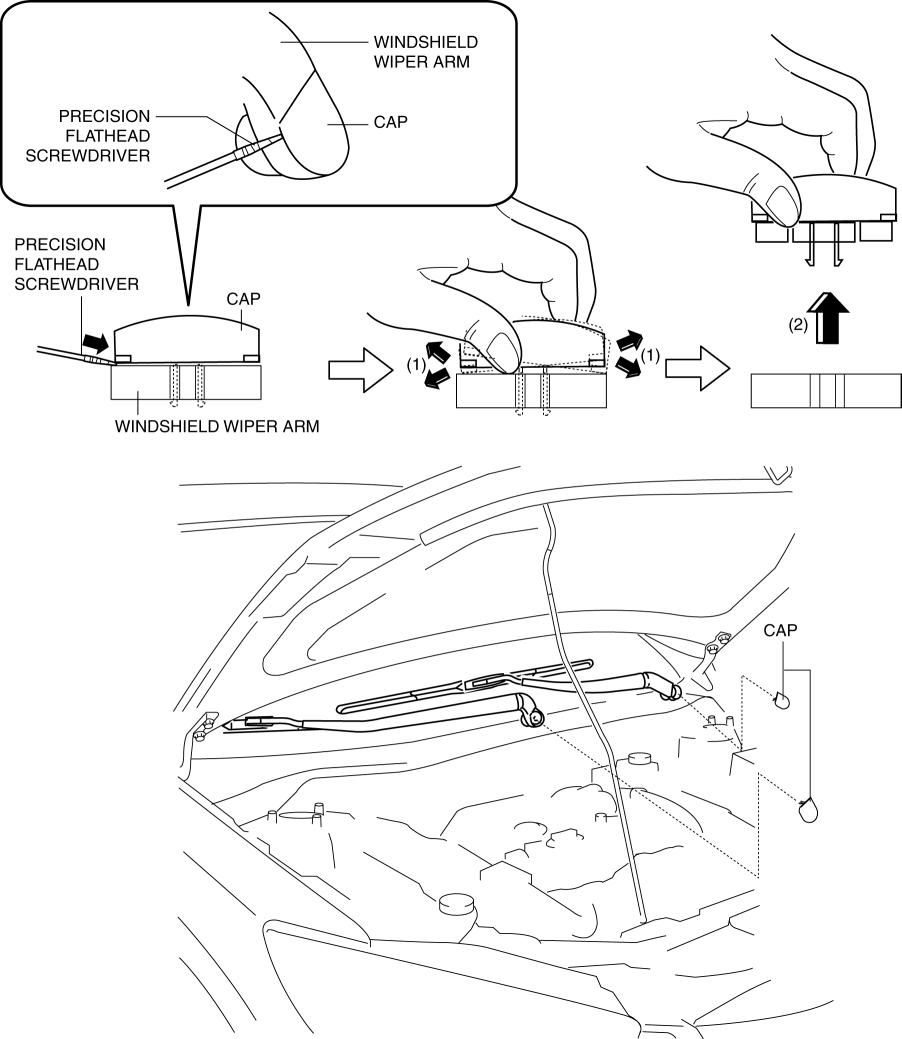 WINDSHIELD
WIPER ARM
PRECISION
FLATHEAD
SCREWDRIVER
CAP
PRECISION
FLATHEAD
SCREWDRIVER
CAP
WINDSHIELD WIPER ARM
(1)
(1)
(2)
CAP